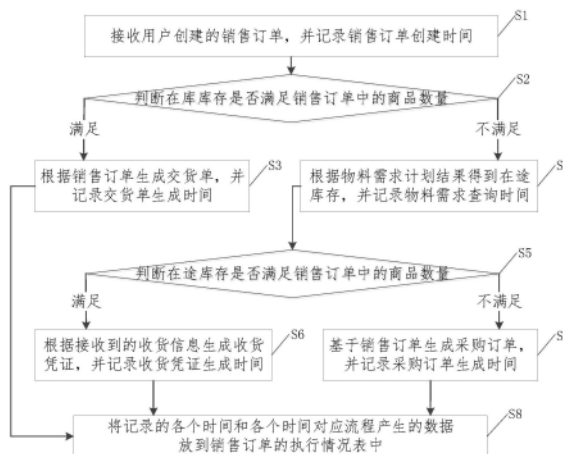 S1
接收用户创建的销售订单，并记录销售订单创建时间
S2
判断在库库存是否满足销售订单中的商品数量
满足
不满足
S3
根据销售订单生成交货单，并
记录交货单生成时间
S
根据物料需求计划结果得到在途
库存，并记录物料需求查询时间
S5
判断在途库存是否满足销售订单中的商品数量
满足
不满足
S6
根据接收到的收货信息生成收货
凭证，并记录收货凭证生成时间
S
基于销售订单生成采购订单，
并记录采购订单生成时间
S8
将记录的各个时间和各个时间对应流程产生的数据
放到销售订单的执行情况表中